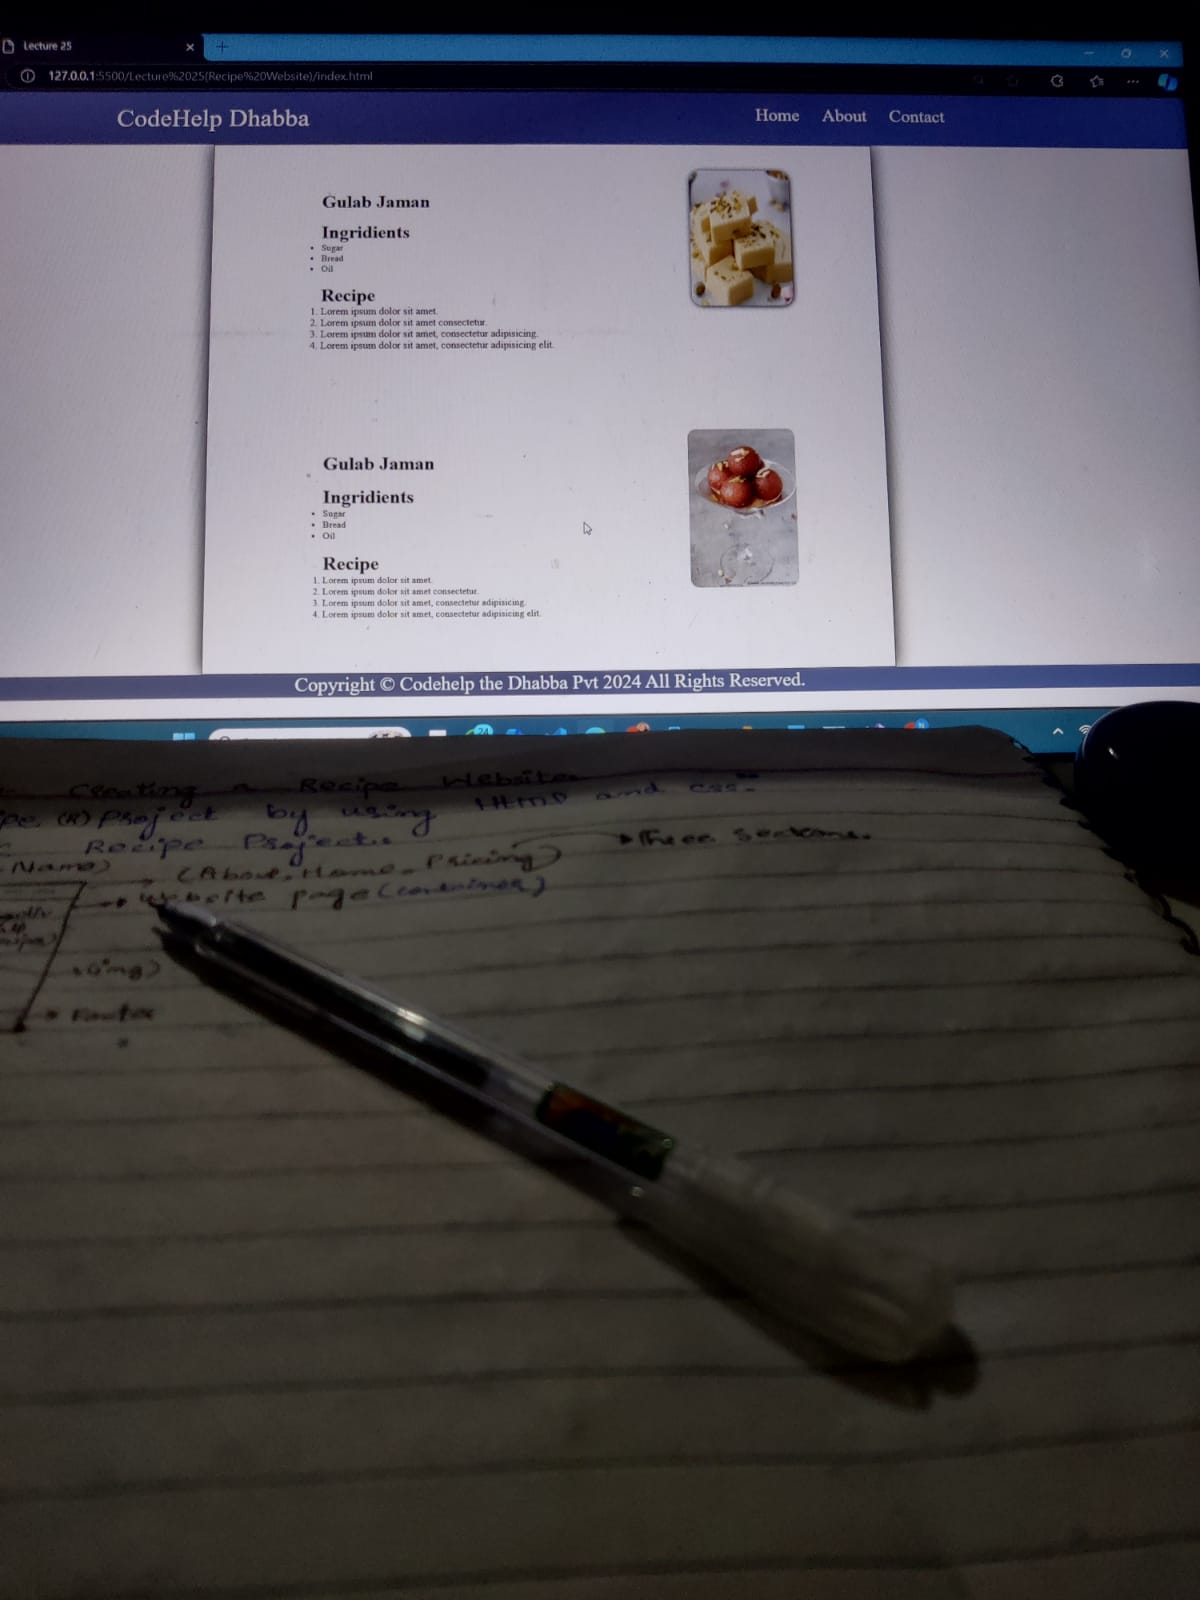 Lecture 25
127.0.0.1:5500/Lecture%2025(Recipe%20Website)/index.html
CodeHelp Dhabba
Home About Contact
Gulab Jaman
Ingridients
• Sugar
• Bread
• Oil
Recipe
1. Lorem ipsum dolor sit amet.
2. Lorem ipsum dolor sit amet consectetur.
3. Lorem ipsum dolor sit amet, consectetur adipisicing.
4. Lorem ipsum dolor sit amet, consectetur adipisicing elit.
Gulab Jaman
Ingridients
• Sugar
• Bread
• Oil
Recipe
1. Lorem ipsum dolor sit amet.
2. Lorem ipsum dolor sit amet consectetur.
3. Lorem ipsum dolor sit amet, consectetur adipisicing.
4. Lorem ipsum dolor sit amet, consectetur adipisicing elit.
Copyright © Codehelp the Dhabba Pvt 2024 All Rights Reserved.
Creating a Recipe Website
Project by using Html and css
Recipe Project
Name) (About, Home, Pricing) Three Sections.
Website page (container)